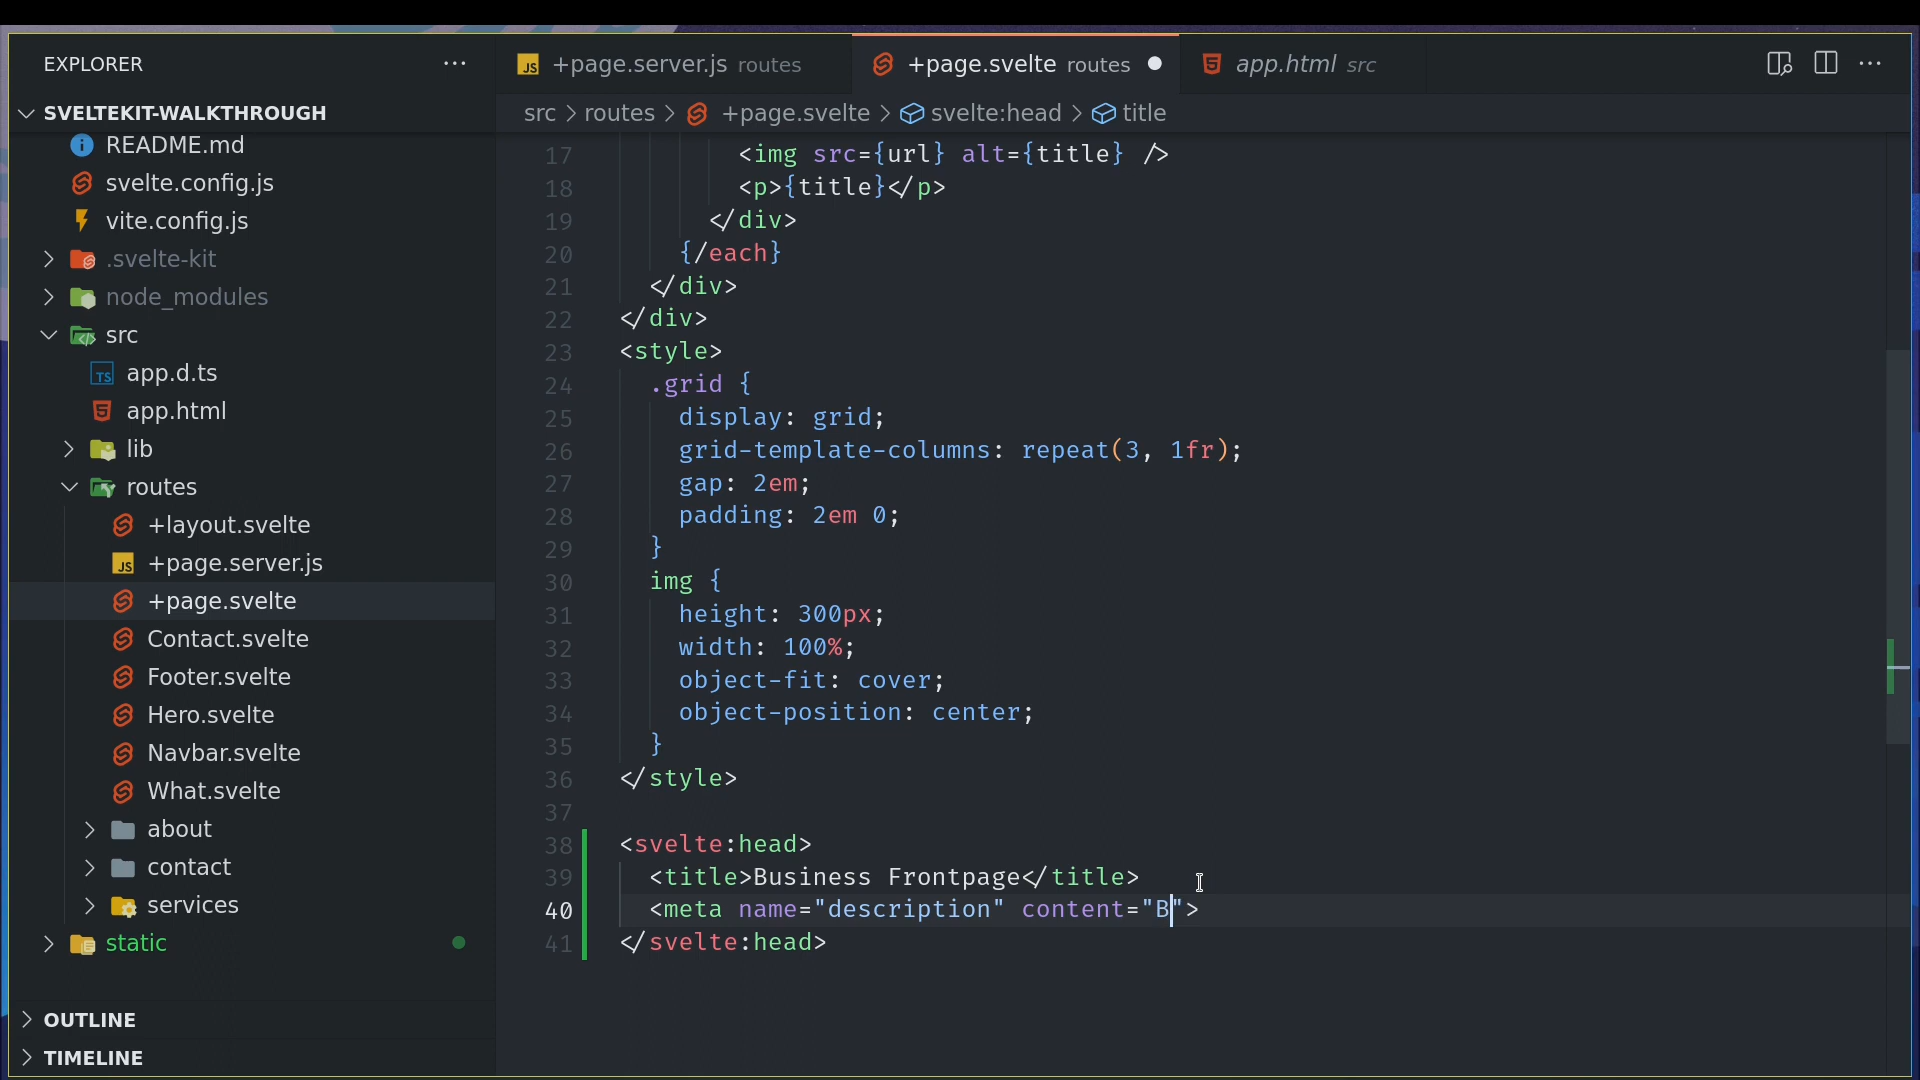 EXPLORER
SVELTEKIT-WALKTHROUGH
README.md
svelte.config.js
vite.config.js
.svelte-kit
node_modules
src
app.d.ts
app.html
lib
routes
+layout.svelte
+page.server.js
+page.svelte
Contact.svelte
Footer.svelte
Hero.svelte
Navbar.svelte
What.svelte
about
contact
services
static
OUTLINE
TIMELINE
+page.server.js routes
+page.svelte routes
app.html src
src > routes > +page.svelte > svelte:head > title
17 <img src={url} alt={title} />
18 <p>{title}</p>
19 </div>
20 {/each}
21 </div>
22 </div>
23 <style>
24 .grid {
25 display: grid;
26 grid-template-columns: repeat(3, 1fr);
27 gap: 2em;
28 padding: 2em 0;
29 }
30 img {
31 height: 300px;
32 width: 100%;
33 object-fit: cover;
34 object-position: center;
35 }
36 </style>
37
38 <svelte:head>
39 <title>Business Frontpage</title>
40 <meta name="description" content="B">
41 </svelte:head>